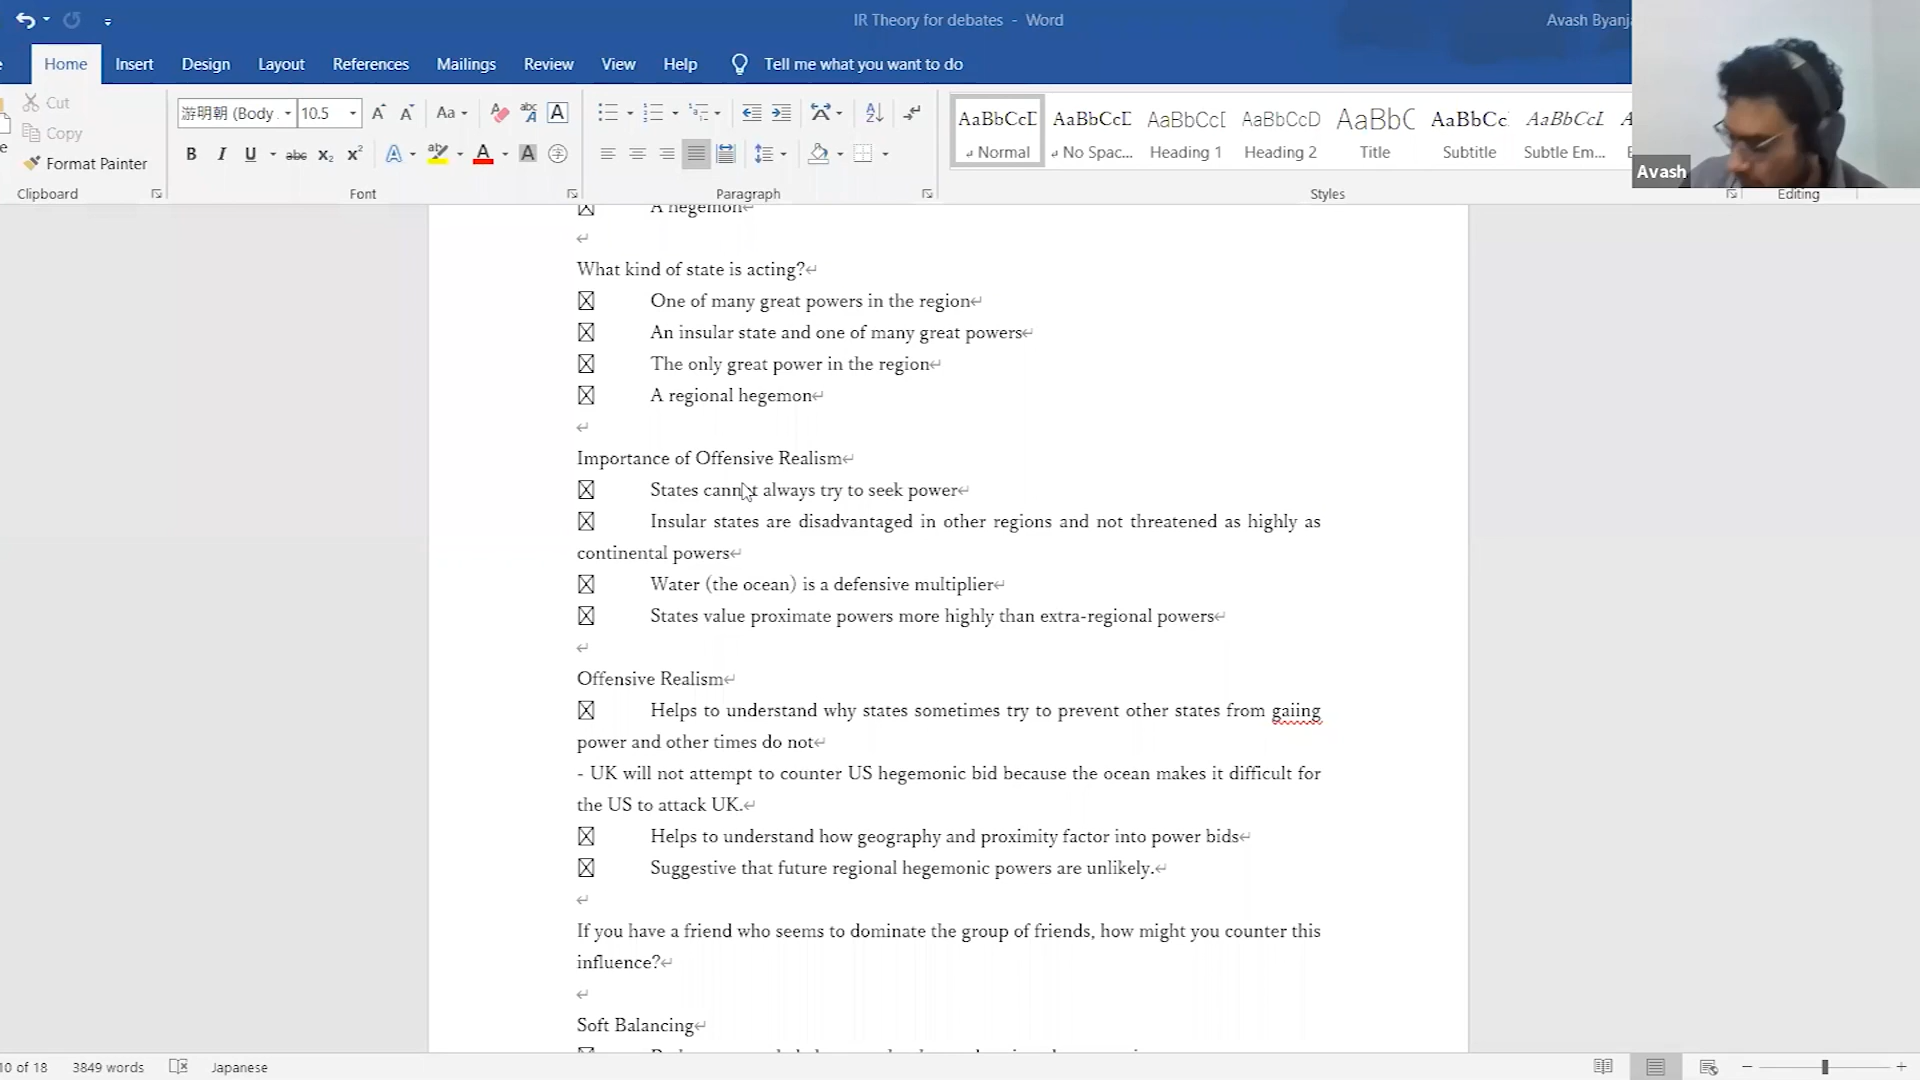 IR Theory for debates - Word
Avash Byanj
Home Insert Design Layout References Mailings Review View Help Tell me what you want to do
Cut
Copy
Format Painter
Clipboard
游明朝 (Body 10.5
Font
Paragraph
AaBbCcD AaBbCcD AaBbCcD AaBbCcD AaBbC AaBbCc AaBbCcL
Normal No Spac... Heading 1 Heading 2 Title Subtitle Subtle Em...
Styles
Editing
Avash
A hegemon
What kind of state is acting?
One of many great powers in the region
An insular state and one of many great powers
The only great power in the region
A regional hegemon
Importance of Offensive Realism
States cannot always try to seek power
Insular states are disadvantaged in other regions and not threatened as highly as
continental powers
Water (the ocean) is a defensive multiplier
States value proximate powers more highly than extra-regional powers
Offensive Realism
Helps to understand why states sometimes try to prevent other states from gaiing
power and other times do not
- UK will not attempt to counter US hegemonic bid because the ocean makes it difficult for
the US to attack UK.
Helps to understand how geography and proximity factor into power bids
Suggestive that future regional hegemonic powers are unlikely.
If you have a friend who seems to dominate the group of friends, how might you counter this
influence?
Soft Balancing
10 of 18 3849 words Japanese